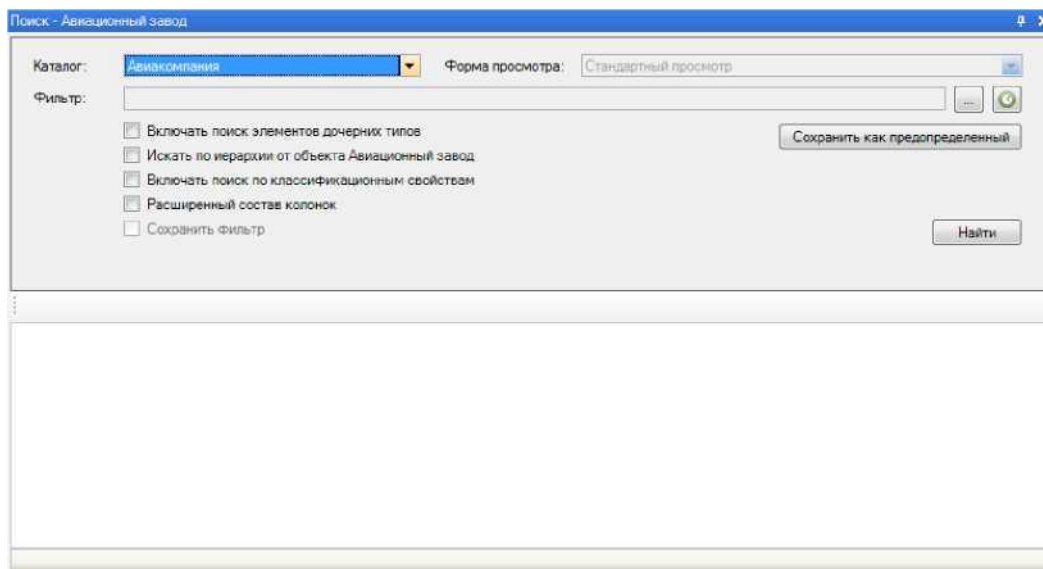 Поиск - Авиационный завод
Каталог: Авиакомпания Форма просмотра: Стандартный просмотр
Фильтр: ...
Включать поиск элементов дочерних типов
Сохранить как предопределенный
Искать по иерархии от объекта Авиационный завод
Включать поиск по классификационным свойствам
Расширенный состав колонок
Сохранить Фильтр
Найти